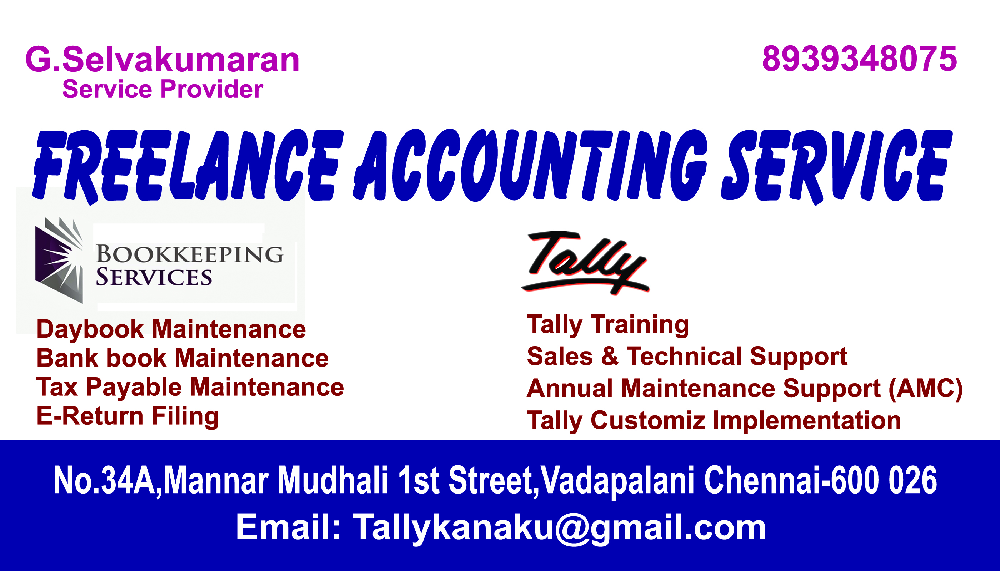 G.Selvakumaran
Service Provider
8939348075
FREELANCE ACCOUNTING SERVICE
BOOKKEEPING
SERVICES
Daybook Maintenance
Bank book Maintenance
Tax Payable Maintenance
E-Return Filing
Tally
Tally Training
Sales & Technical Support
Annual Maintenance Support (AMC)
Tally Customiz Implementation
No.34A,Mannar Mudhali 1st Street,Vadapalani Chennai-600 026
Email: Tallykanaku@gmail.com